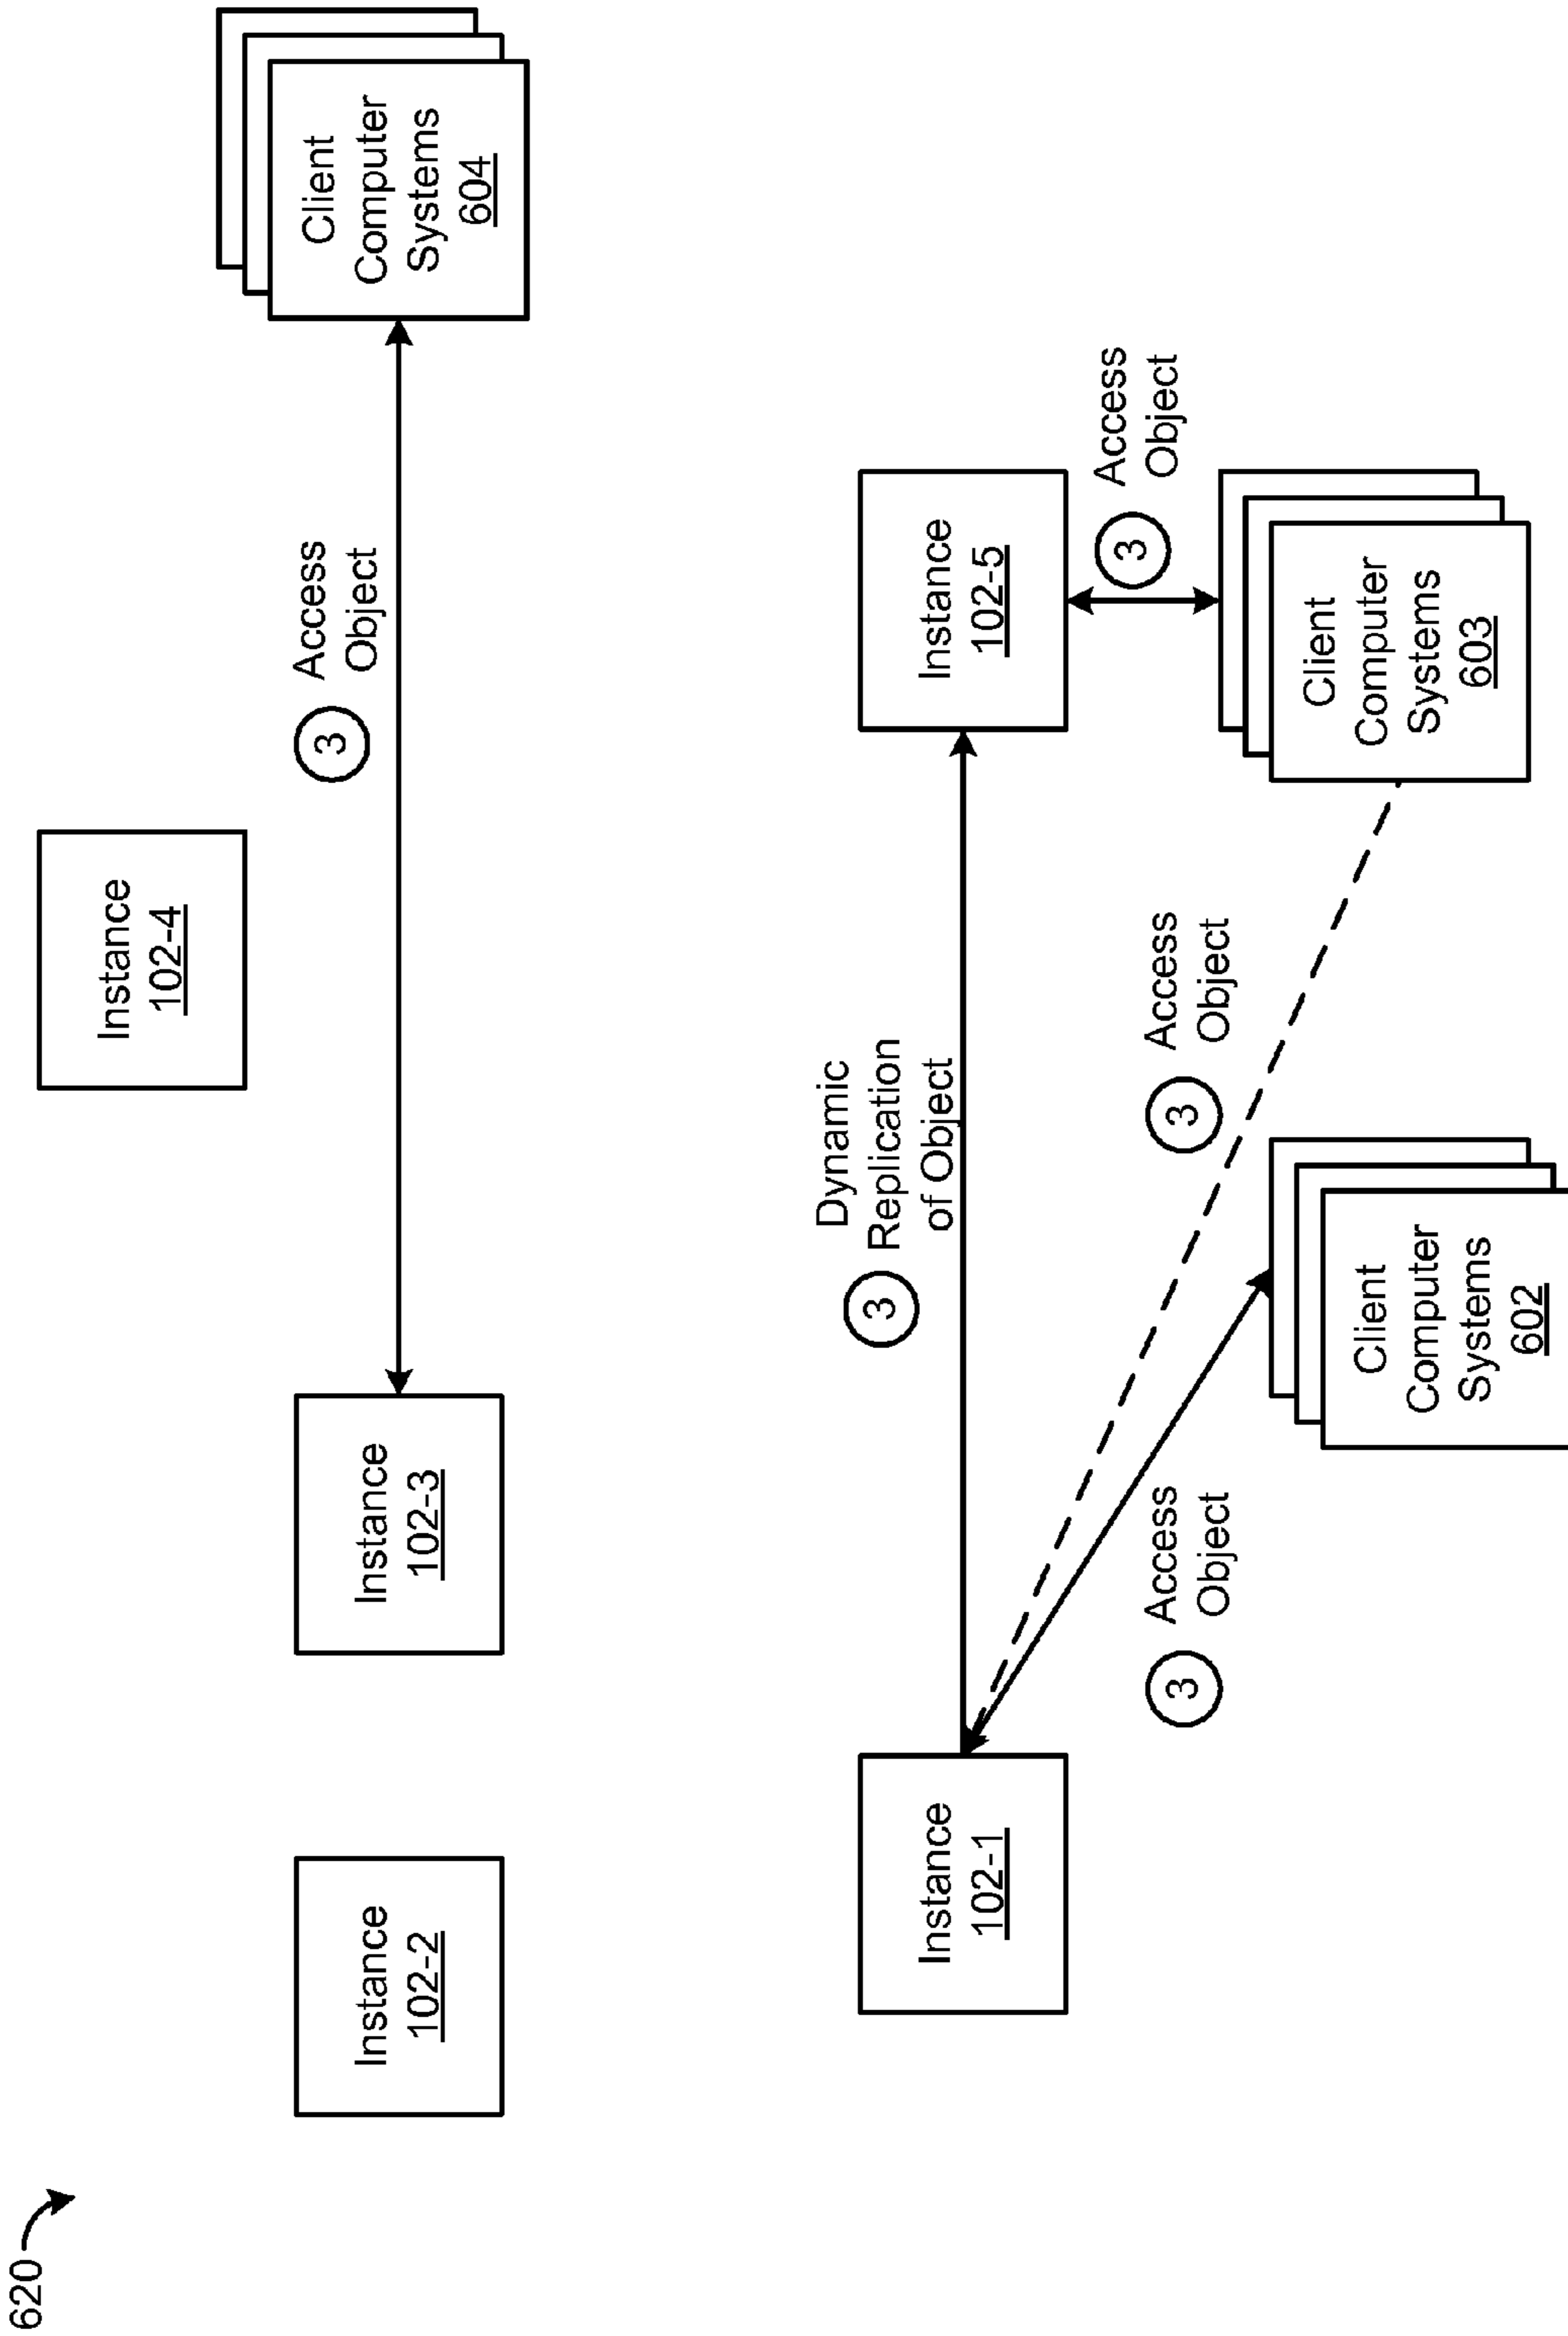 620
Instance
102-4
Client
Computer
Systems
604
3
Access
Object
Instance
102-2
Instance
102-3
Dynamic
3
Replication
of Object
Instance
102-1
Instance
102-5
3
Access
Object
3
Access
Object
3
Access
Object
Client
Computer
Systems
603
Client
Computer
Systems
602